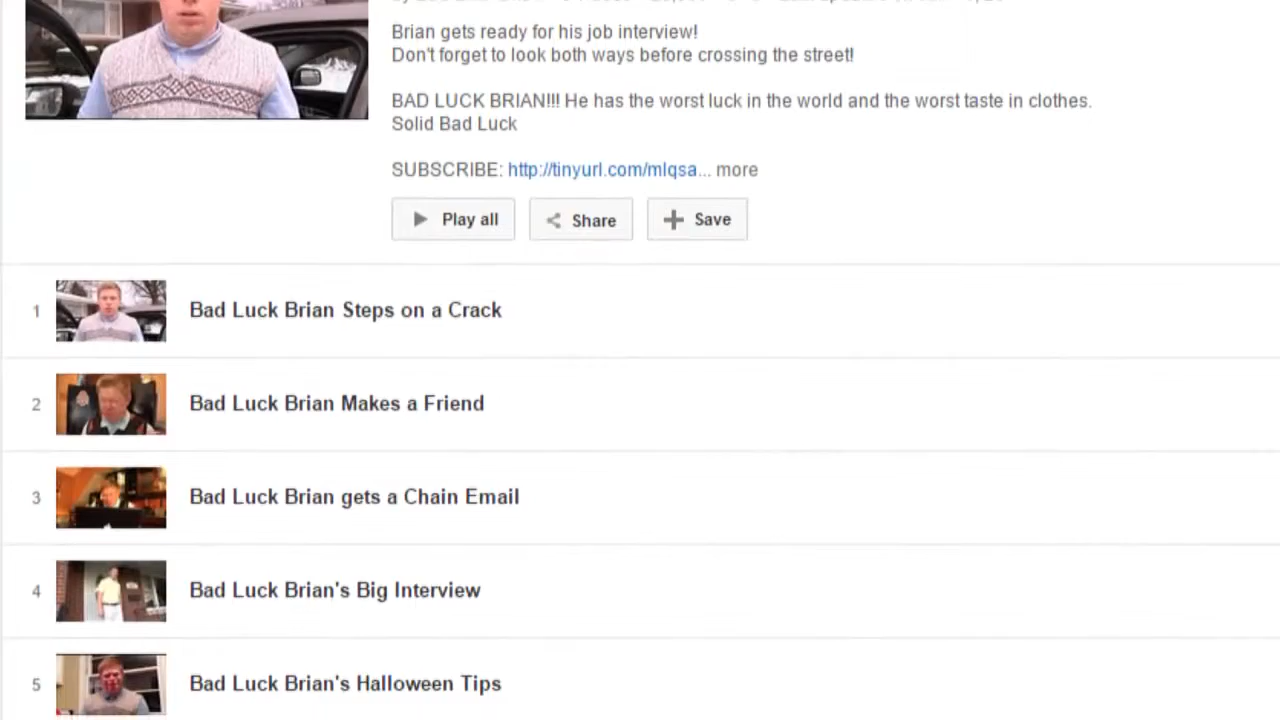 Brian gets ready for his job interview!
Don't forget to look both ways before crossing the street!
BAD LUCK BRIAN!!! He has the worst luck in the world and the worst taste in clothes.
Solid Bad Luck
SUBSCRIBE: http://tinyurl.com/mlqsa... more
Play all Share Save
1 Bad Luck Brian Steps on a Crack
2 Bad Luck Brian Makes a Friend
3 Bad Luck Brian gets a Chain Email
4 Bad Luck Brian's Big Interview
5 Bad Luck Brian's Halloween Tips